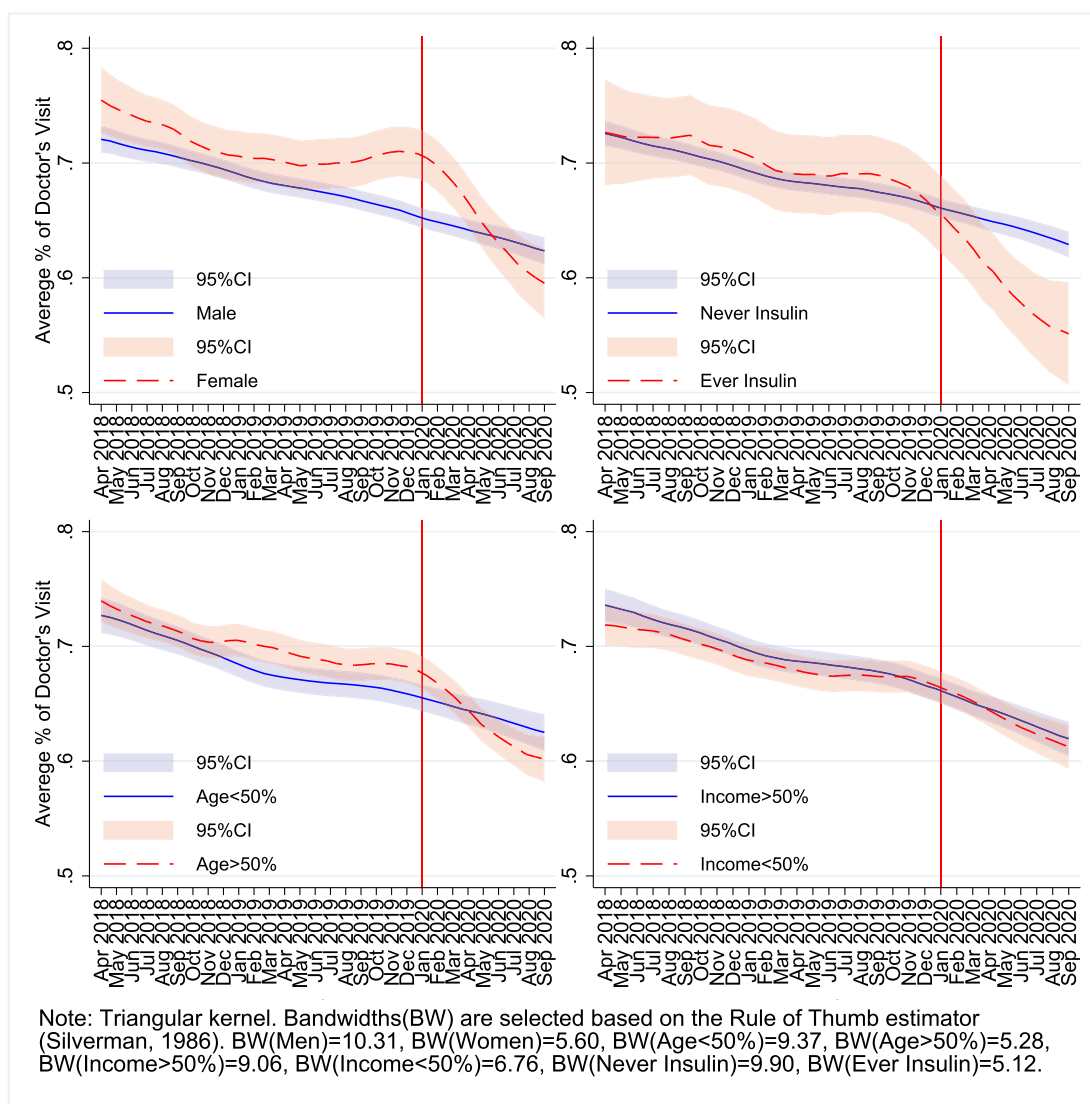 Averege % of Doctor's Visit
.8
.7
.6
.5
95%CI
Male
95%CI
Female
Apr 2018
May 2018
Jun 2018
Jul 2018
Aug 2018
Sep 2018
Oct 2018
Nov 2018
Dec 2018
Jan 2019
Feb 2019
Mar 2019
Apr 2019
May 2019
Jun 2019
Jul 2019
Aug 2019
Sep 2019
Oct 2019
Nov 2019
Dec 2019
Jan 2020
Feb 2020
Mar 2020
Apr 2020
May 2020
Jun 2020
Jul 2020
Aug 2020
Sep 2020
.8
.7
.6
.5
95%CI
Never Insulin
95%CI
Ever Insulin
Apr 2018
May 2018
Jun 2018
Jul 2018
Aug 2018
Sep 2018
Oct 2018
Nov 2018
Dec 2018
Jan 2019
Feb 2019
Mar 2019
Apr 2019
May 2019
Jun 2019
Jul 2019
Aug 2019
Sep 2019
Oct 2019
Nov 2019
Dec 2019
Jan 2020
Feb 2020
Mar 2020
Apr 2020
May 2020
Jun 2020
Jul 2020
Aug 2020
Sep 2020
Averege % of Doctor's Visit
.8
.7
.6
.5
95%CI
Age<50%
95%CI
Age>50%
Apr 2018
May 2018
Jun 2018
Jul 2018
Aug 2018
Sep 2018
Oct 2018
Nov 2018
Dec 2018
Jan 2019
Feb 2019
Mar 2019
Apr 2019
May 2019
Jun 2019
Jul 2019
Aug 2019
Sep 2019
Oct 2019
Nov 2019
Dec 2019
Jan 2020
Feb 2020
Mar 2020
Apr 2020
May 2020
Jun 2020
Jul 2020
Aug 2020
Sep 2020
.8
.7
.6
.5
95%CI
Income>50%
95%CI
Income<50%
Apr 2018
May 2018
Jun 2018
Jul 2018
Aug 2018
Sep 2018
Oct 2018
Nov 2018
Dec 2018
Jan 2019
Feb 2019
Mar 2019
Apr 2019
May 2019
Jun 2019
Jul 2019
Aug 2019
Sep 2019
Oct 2019
Nov 2019
Dec 2019
Jan 2020
Feb 2020
Mar 2020
Apr 2020
May 2020
Jun 2020
Jul 2020
Aug 2020
Sep 2020
Note: Triangular kernel. Bandwidths(BW) are selected based on the Rule of Thumb estimator
(Silverman, 1986). BW(Men)=10.31, BW(Women)=5.60, BW(Age<50%)=9.37, BW(Age>50%)=5.28,
BW(Income>50%)=9.06, BW(Income<50%)=6.76, BW(Never Insulin)=9.90, BW(Ever Insulin)=5.12.